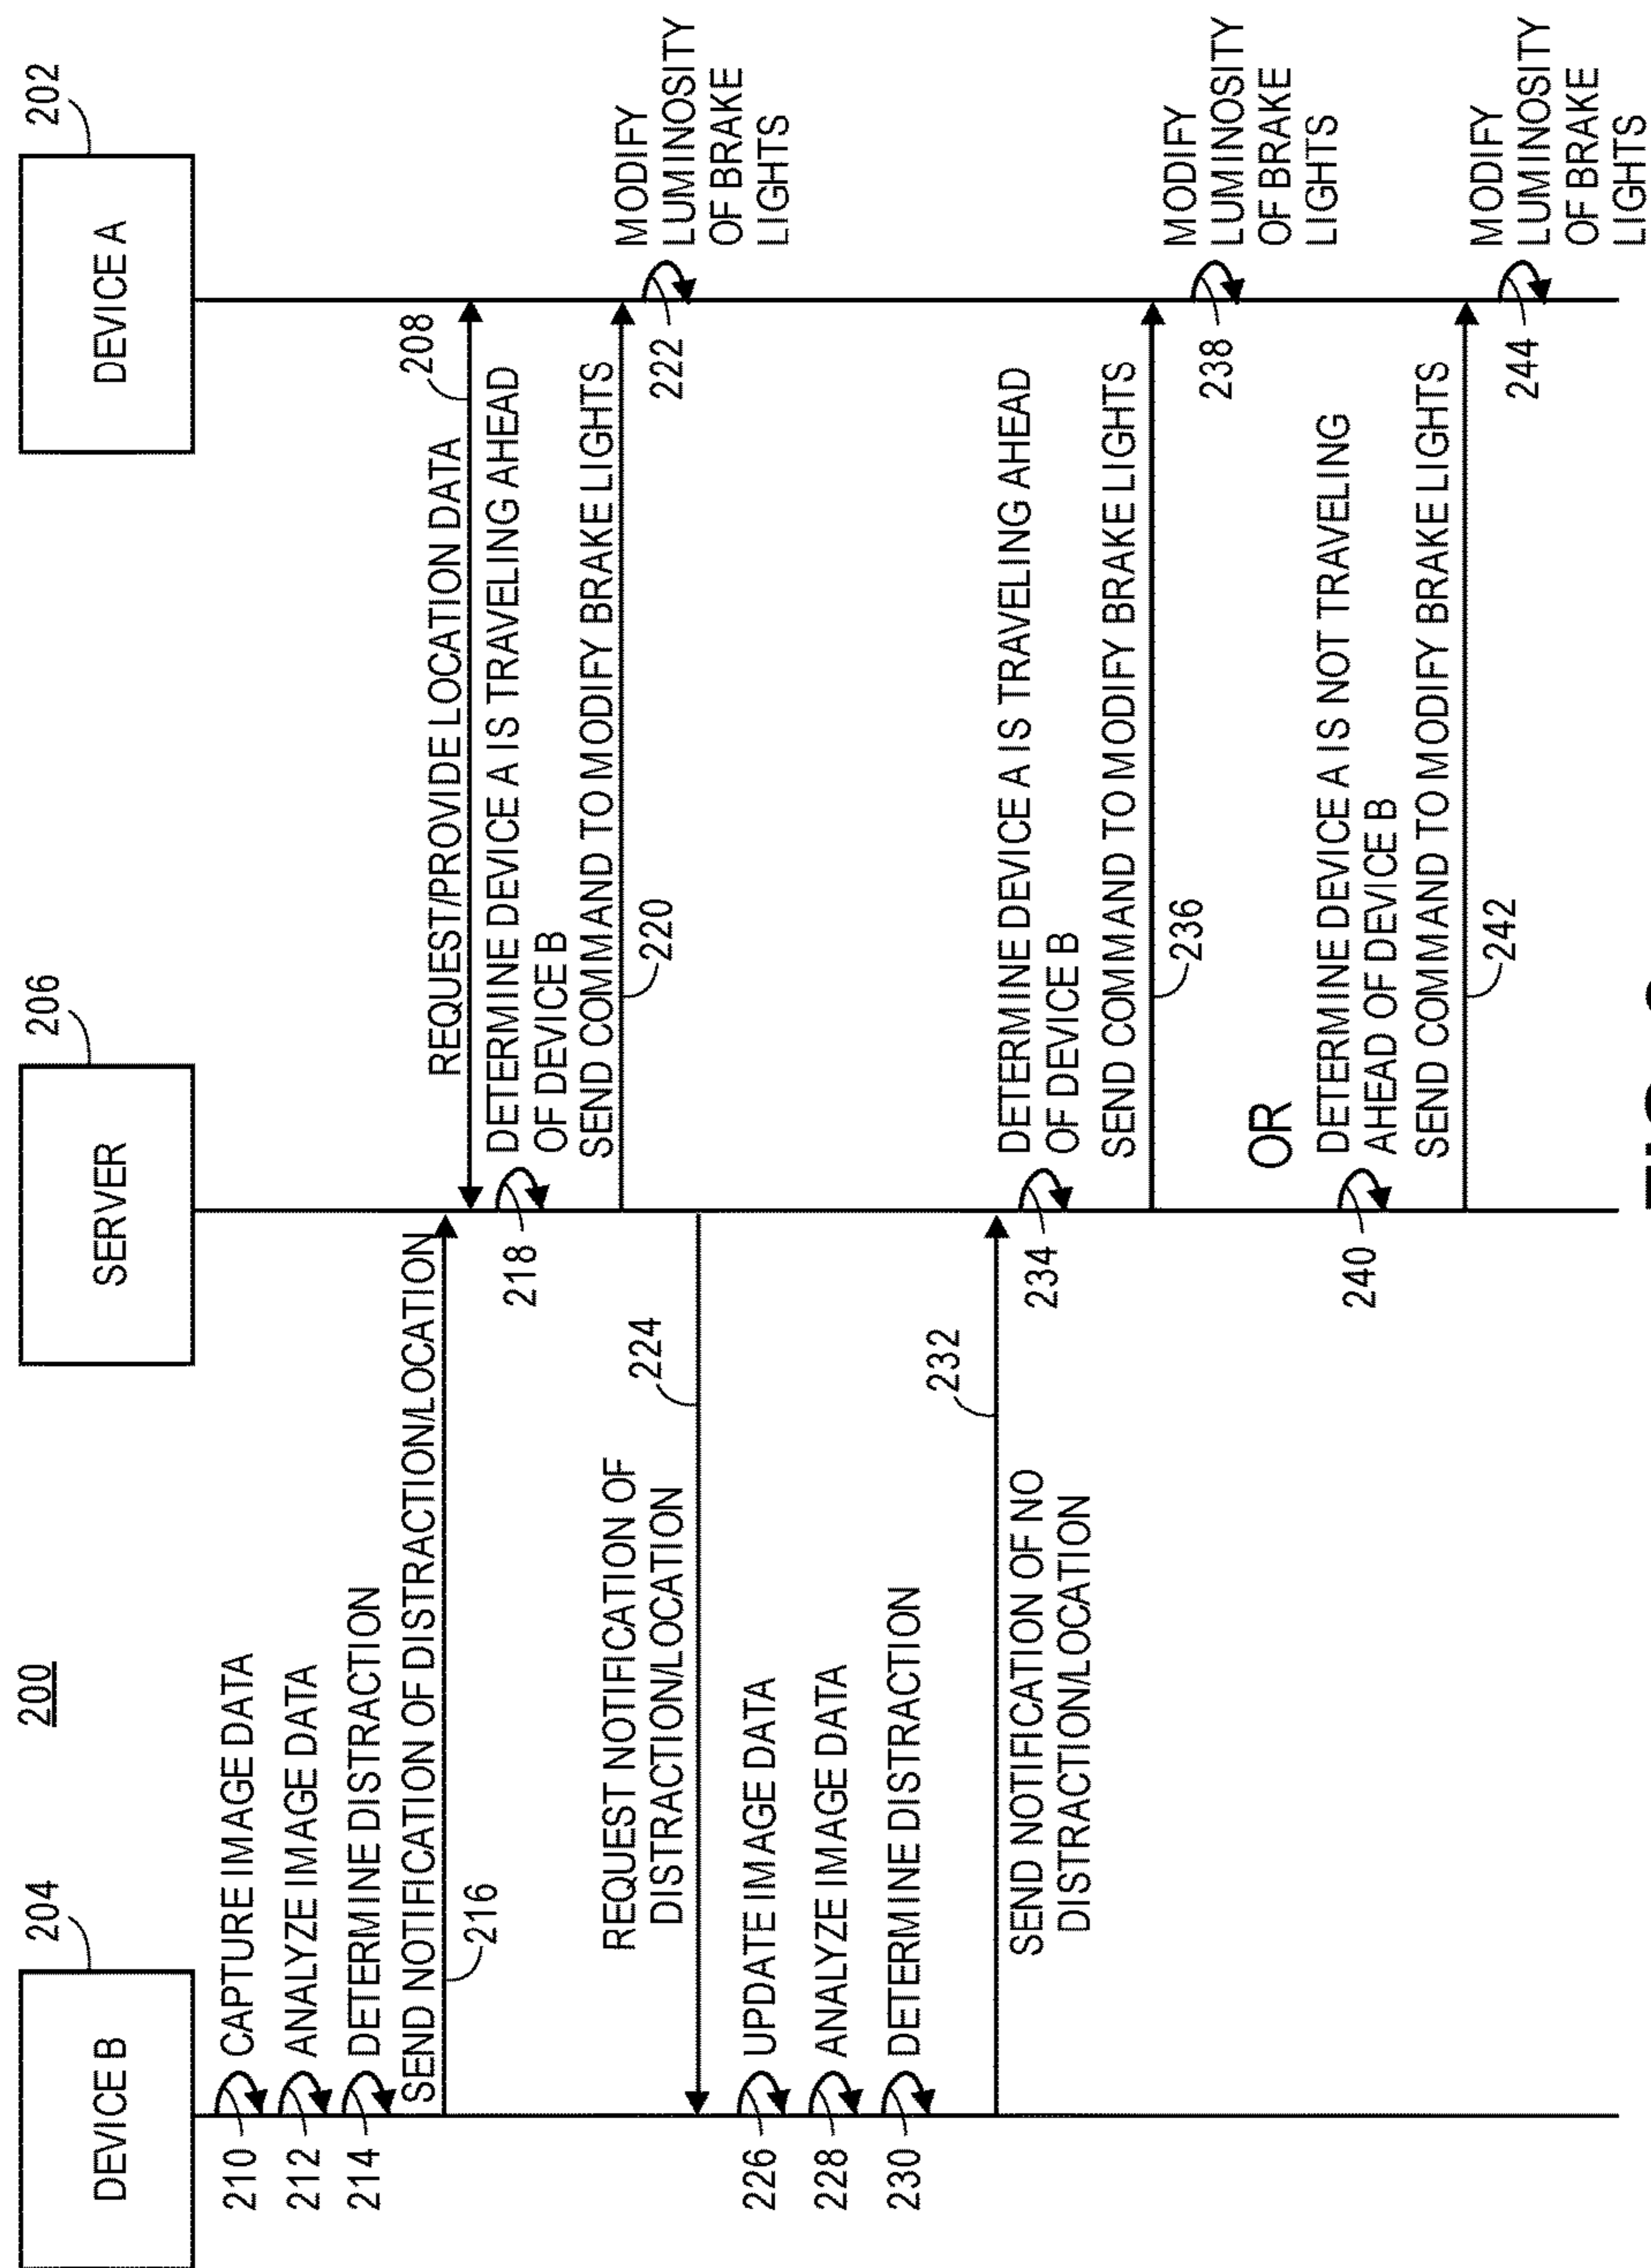 200
204
DEVICE B
206
SERVER
202
DEVICE A
210
CAPTURE IMAGE DATA
212
ANALYZE IMAGE DATA
214
DETERMINE DISTRACTION
SEND NOTIFICATION OF DISTRACTION/LOCATION
216
REQUEST/PROVIDE LOCATION DATA
208
218
DETERMINE DEVICE A IS TRAVELING AHEAD
OF DEVICE B
SEND COMMAND TO MODIFY BRAKE LIGHTS
220
222
MODIFY
LUMINOSITY
OF BRAKE
LIGHTS
REQUEST NOTIFICATION OF
DISTRACTION/LOCATION
224
226
UPDATE IMAGE DATA
228
ANALYZE IMAGE DATA
230
DETERMINE DISTRACTION
232
SEND NOTIFICATION OF NO
DISTRACTION/LOCATION
234
DETERMINE DEVICE A IS TRAVELING AHEAD
OF DEVICE B
SEND COMMAND TO MODIFY BRAKE LIGHTS
236
238
MODIFY
LUMINOSITY
OF BRAKE
LIGHTS
OR
240
DETERMINE DEVICE A IS NOT TRAVELING
AHEAD OF DEVICE B
SEND COMMAND TO MODIFY BRAKE LIGHTS
242
244
MODIFY
LUMINOSITY
OF BRAKE
LIGHTS